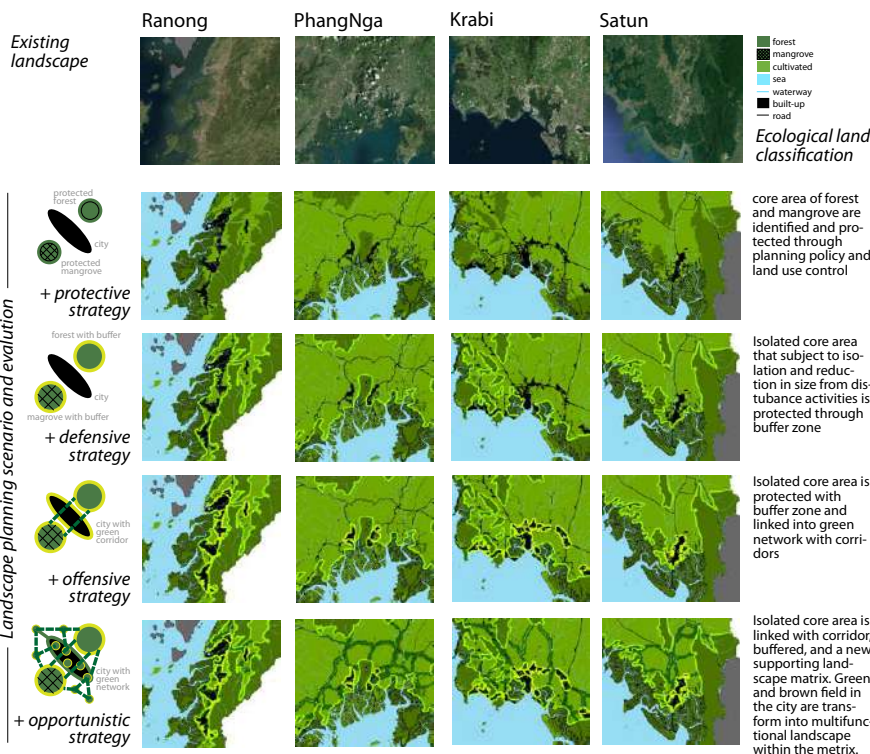 Ranong
PhangNga
Krabi
Satun
Existing
landscape
forest
mangrove
cultivated
sea
waterway
built-up
road
Ecological land
classification
Landscape planning scenario and evalution
protected
forest
city
protected
mangrove
+ protective
strategy
core area of forest
and mangrove are
identified and pro-
tected through
planning policy and
land use control
forest with buffer
city
magrove with buffer
+ defensive
strategy
Isolated core area
that subject to iso-
lation and reduc-
tion in size from dis-
tubance activities is
protected through
buffer zone
city with
green
corridor
+ offensive
strategy
Isolated core area is
protected with
buffer zone and
linked into green
network with corri-
dors
city with
green
network
+ opportunistic
strategy
Isolated core area is
linked with corridor,
buffered, and a new
supporting land-
scape matrix. Green
and brown field in
the city are trans-
form into multifunc-
tional landscape
within the metrix.